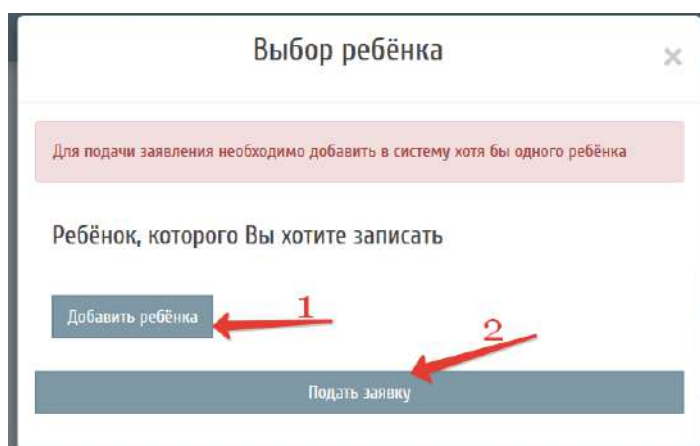 Выбор ребёнка
×
Для подачи заявления необходимо добавить в систему хотя бы одного ребёнка
Ребёнок, которого Вы хотите записать
Добавить ребёнка
1
2
Подать заявку